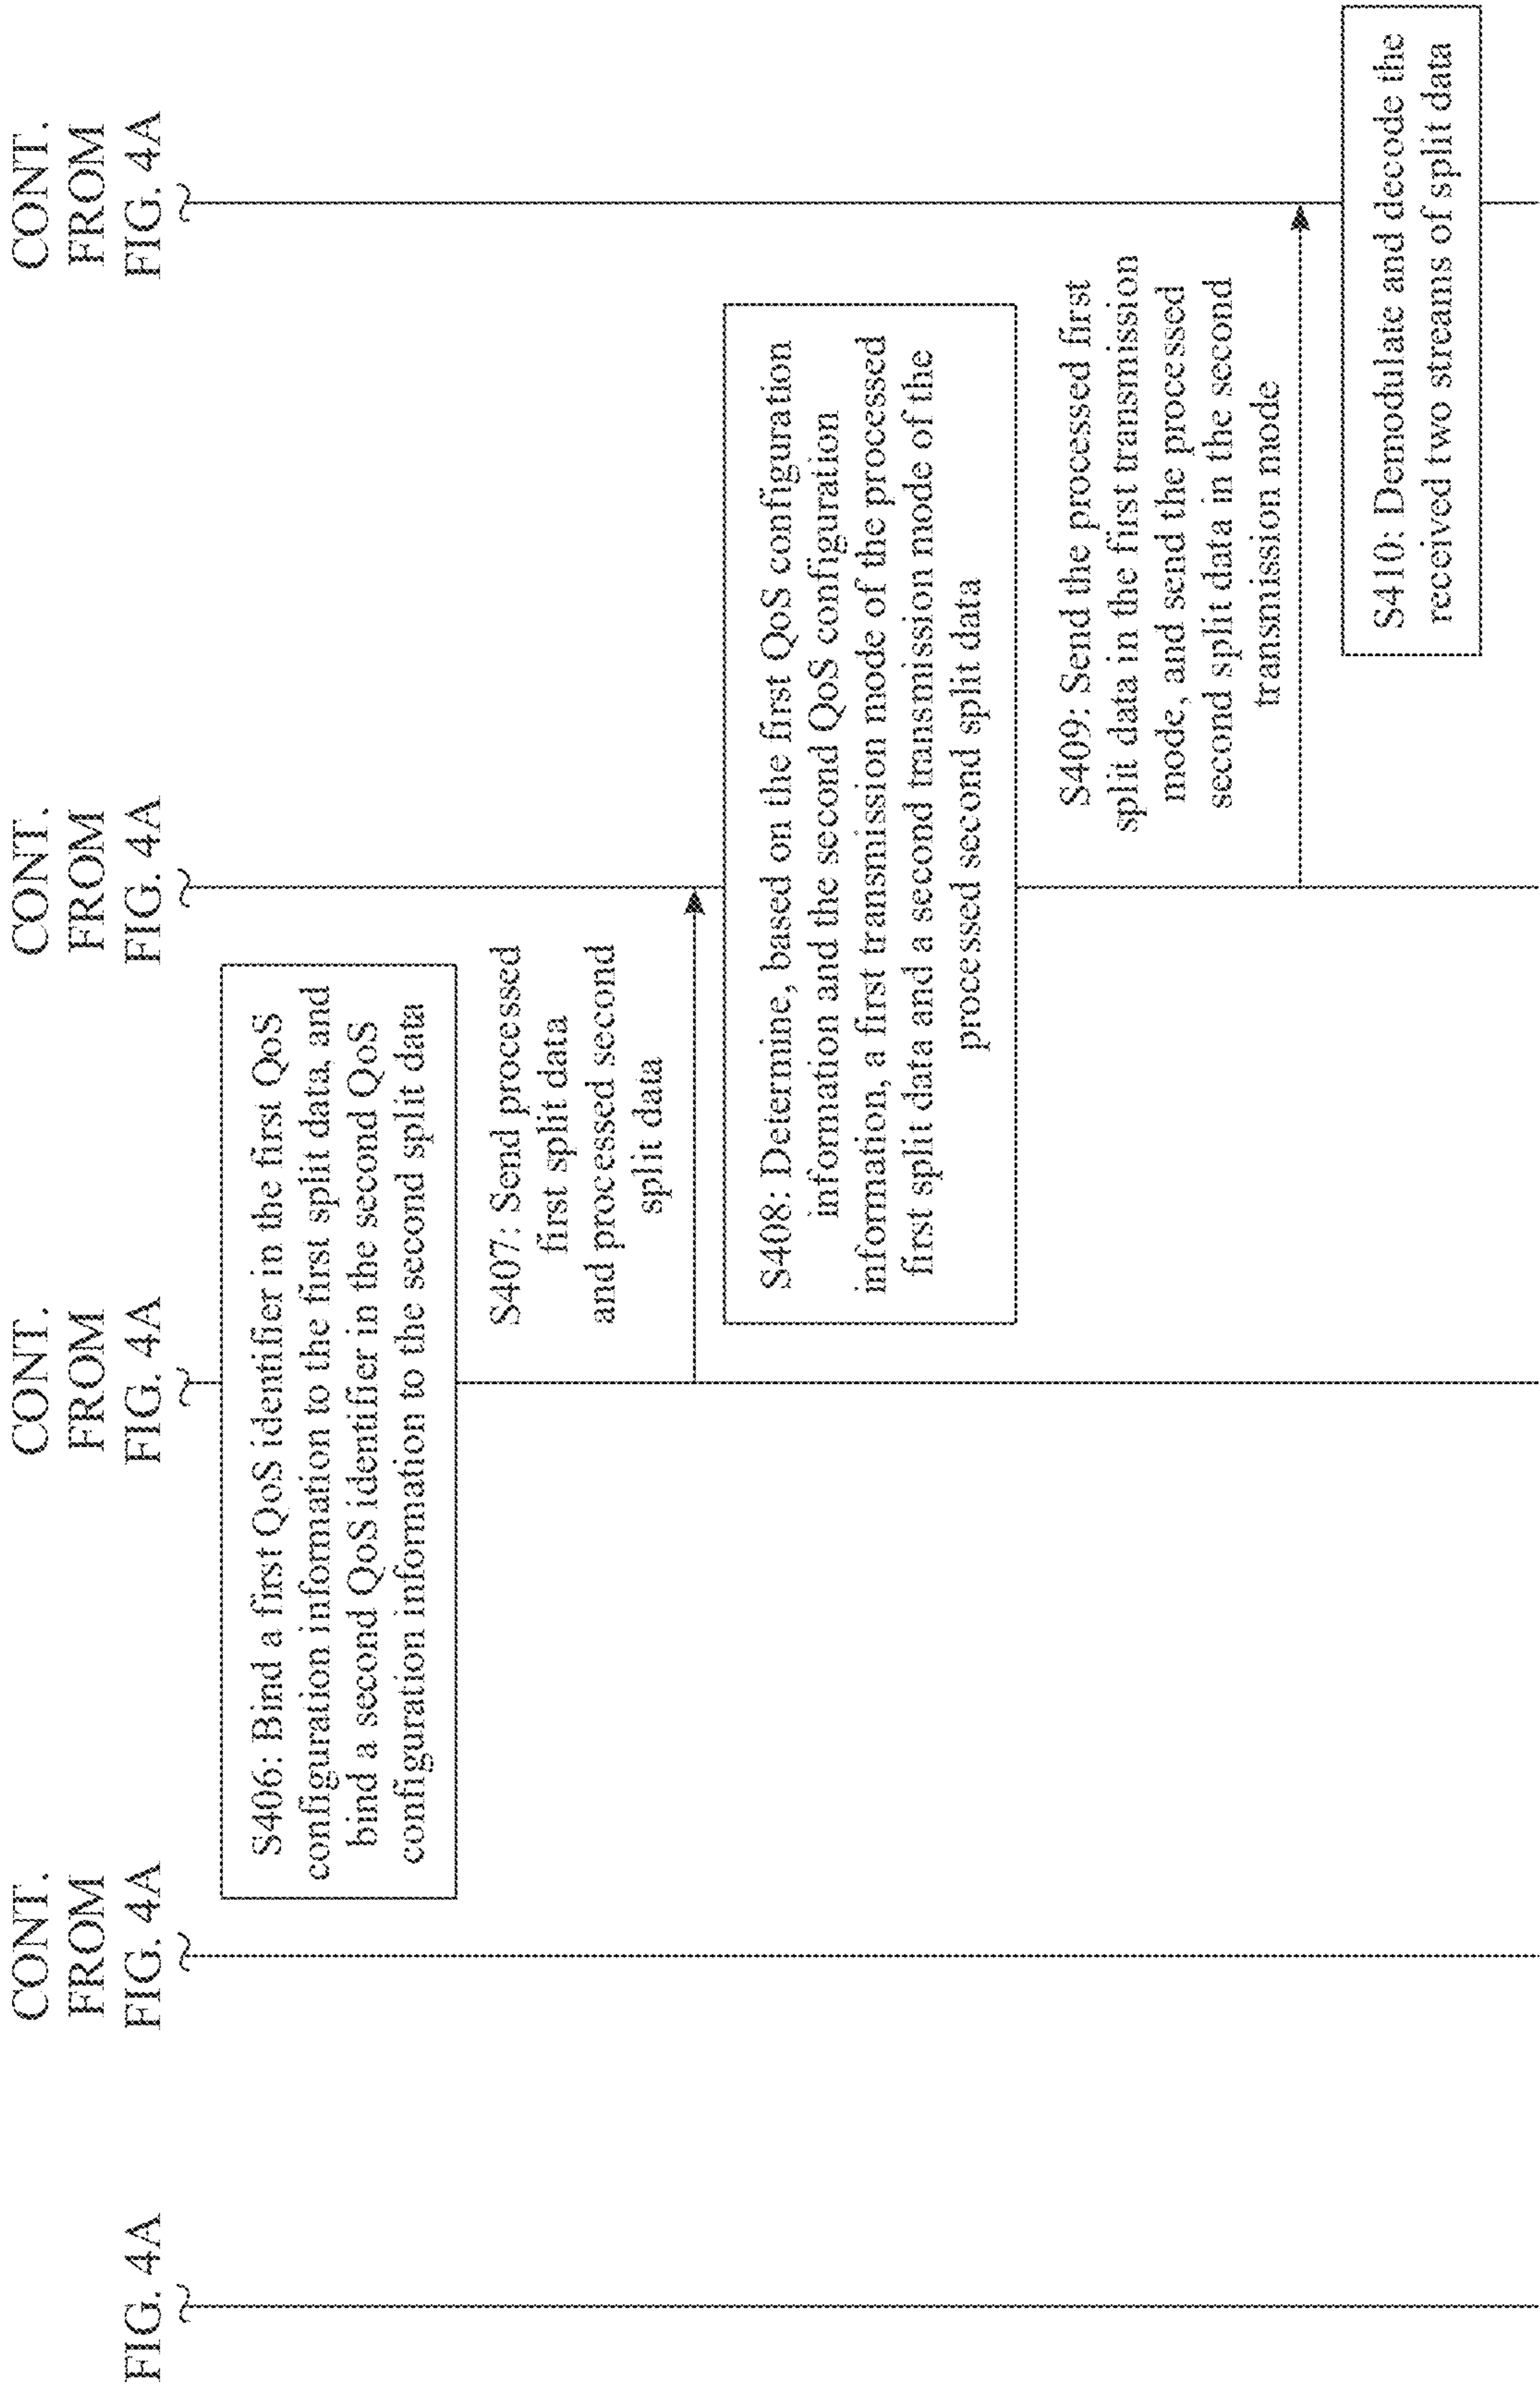 FIG. 4A
CONT.
FROM
FIG. 4A
CONT.
FROM
FIG. 4A
CONT.
FROM
FIG. 4A
CONT.
FROM
FIG. 4A
S406: Bind a first QoS identifier in the first QoS
configuration information to the first split data, and
bind a second QoS identifier in the second QoS
configuration information to the second split data
S407: Send processed
first split data
and processed second
split data
S408: Determine, based on the first QoS configuration
information and the second QoS configuration
information, a first transmission mode of the processed
first split data and a second transmission mode of the
processed second split data
S409: Send the processed first
split data in the first transmission
mode, and send the processed
second split data in the second
transmission mode
S410: Demodulate and decode the
received two streams of split data